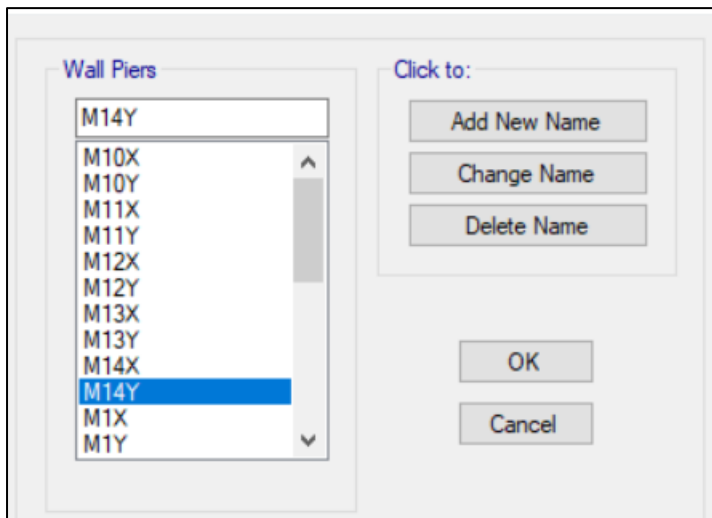 Wall Piers
M14Y
M10X
M10Y
M11X
M11Y
M12X
M12Y
M13X
M13Y
M14X
M14Y
M1X
M1Y
Click to:
Add New Name
Change Name
Delete Name
OK
Cancel